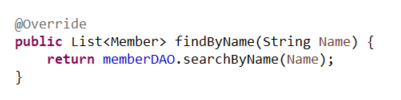 @Override
public List<Member> findByName(String Name) {
    return memberDAO.searchByName(Name);
}